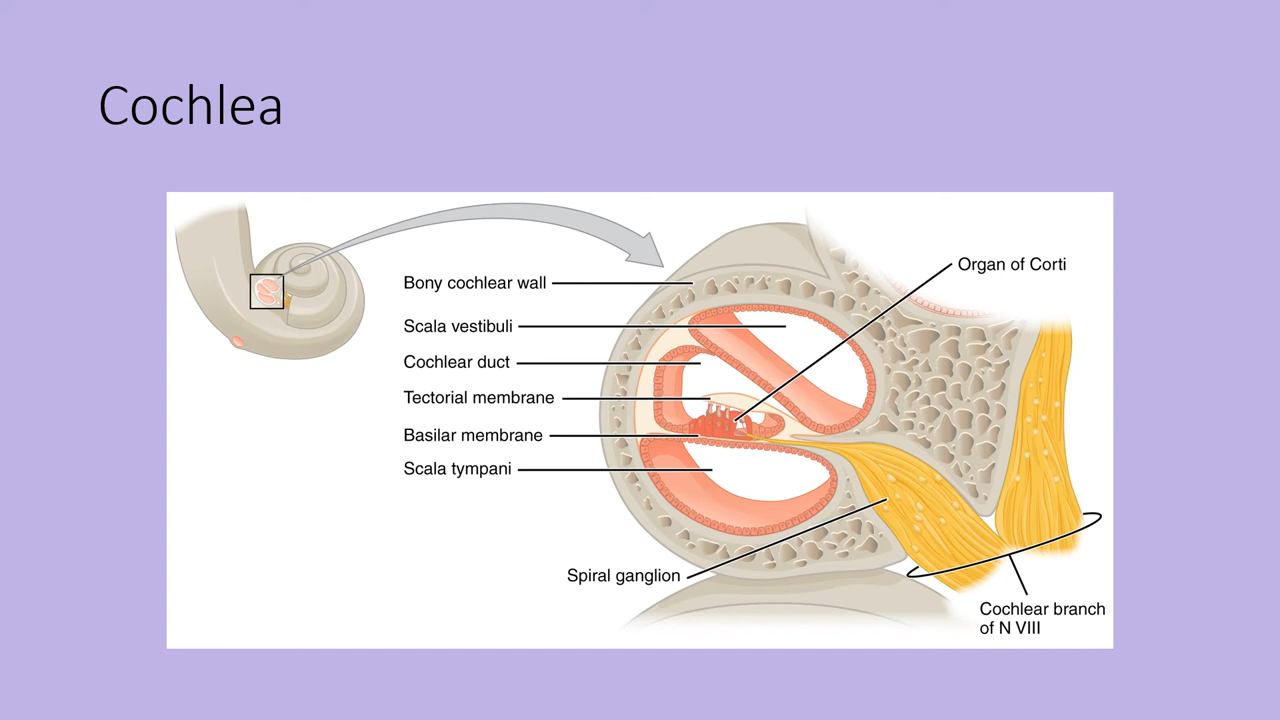 Cochlea
Organ of Corti
Bony cochlear wall
Scala vestibuli
Cochlear duct
Tectorial membrane
Basilar membrane
Scala tympani
Spiral ganglion
Cochlear branch
of N VIII